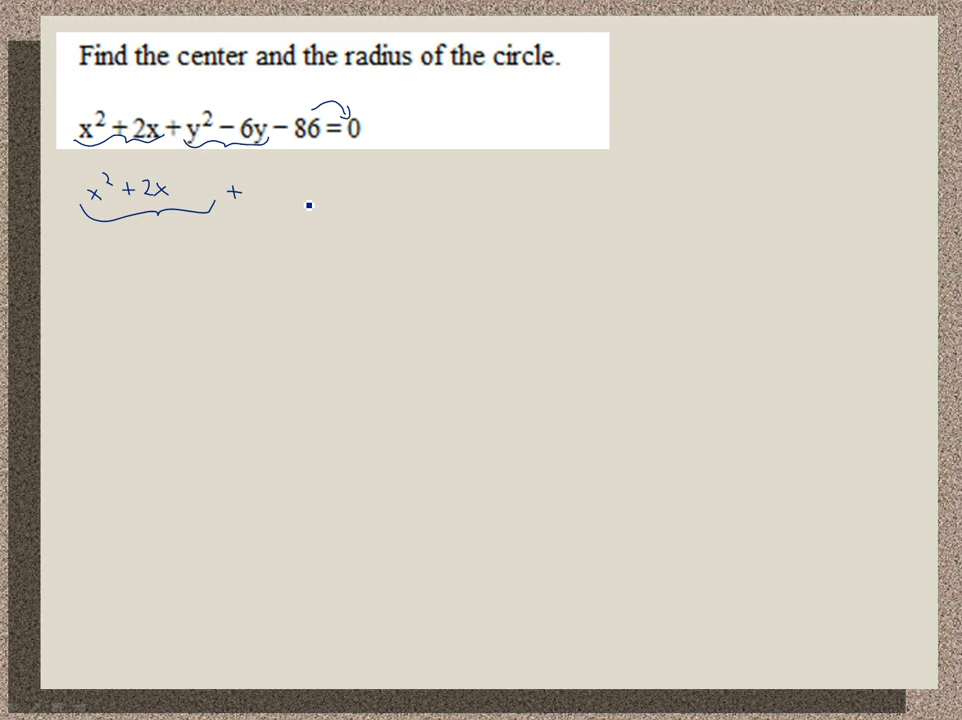 Find the center and the radius of the circle.
x² + 2x + y² − 6y − 86 = 0
x² + 2x +